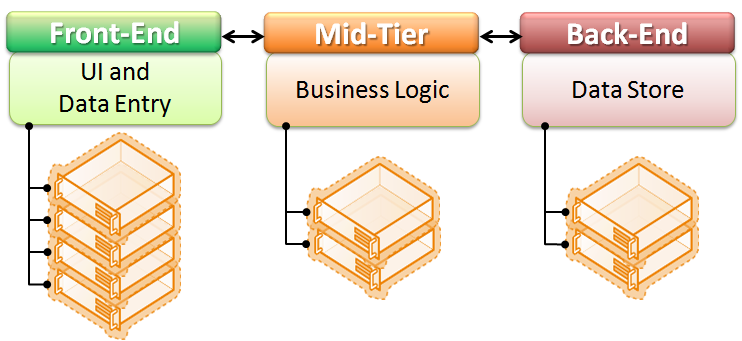 Front-End
Mid-Tier
Back-End
UI and
Data Entry
Business Logic
Data Store